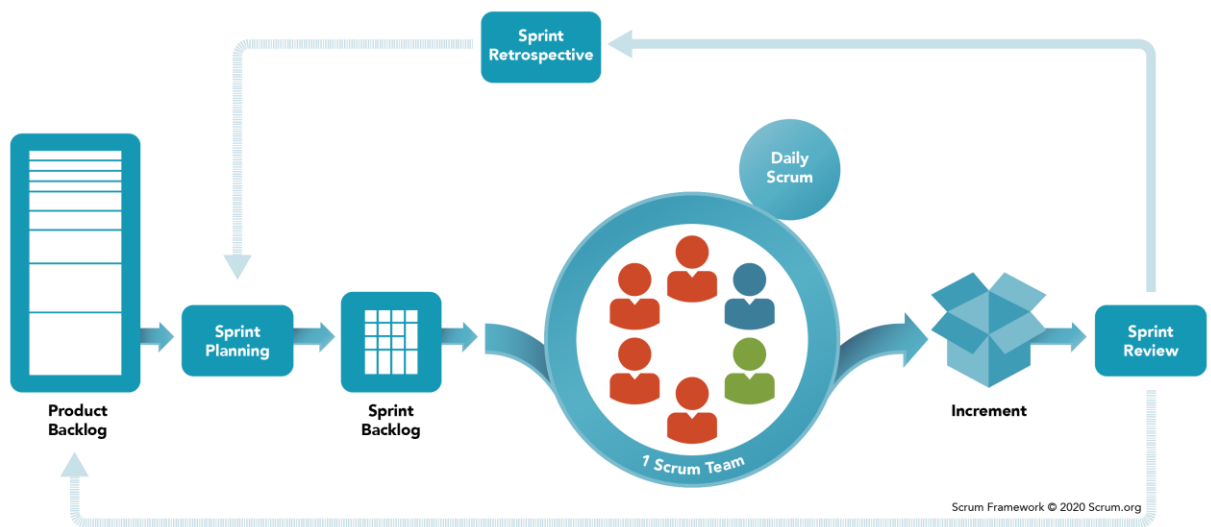 Sprint
Retrospective
Daily
Scrum
Sprint
Planning
Sprint
Review
Product
Backlog
Sprint
Backlog
Increment
1 Scrum Team
Scrum Framework © 2020 Scrum.org